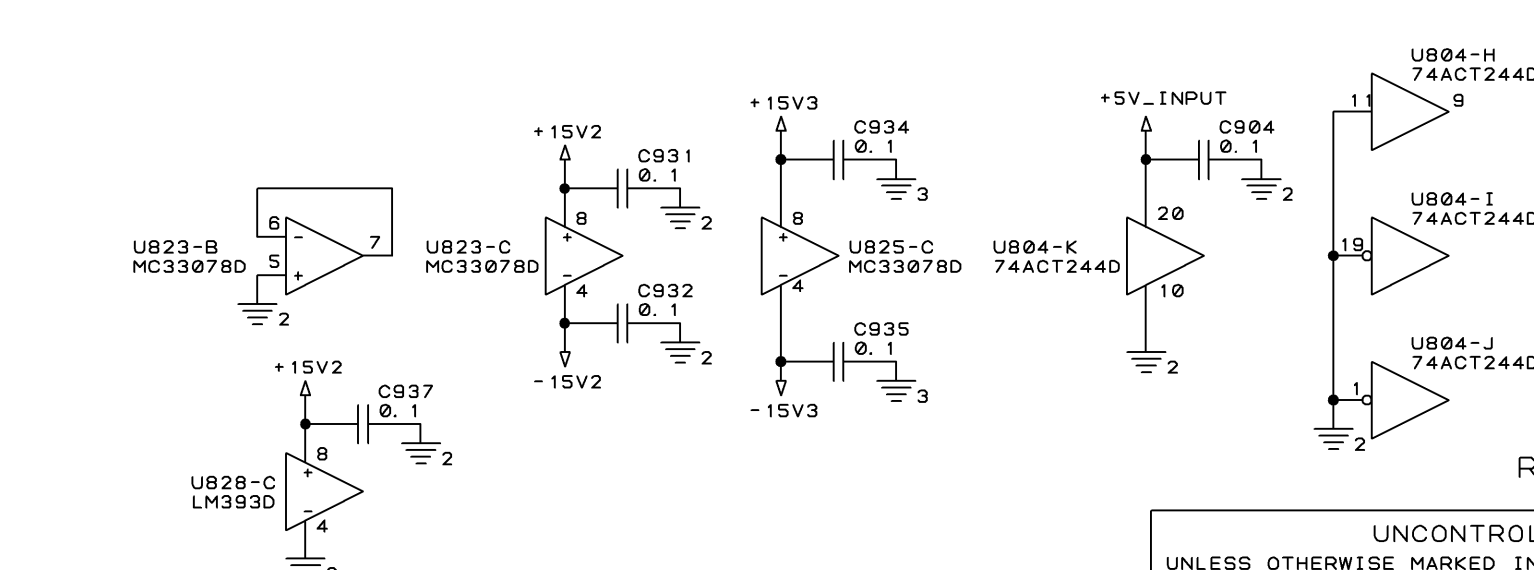 U823-B
MC33078D
6
-
5
+
7
2
+15V2
C931
0. 1
2
8
+
U823-C
MC33078D
-
4
C932
0. 1
2
-15V2
+15V3
C934
0. 1
3
8
+
U825-C
MC33078D
-
4
C935
0. 1
3
-15V3
+5V_INPUT
C904
0. 1
2
20
U804-K
74ACT244D
10
2
U804-H
74ACT244D
11
9
U804-I
74ACT244D
19
U804-J
74ACT244D
1
2
+15V2
C937
0. 1
2
8
+
U828-C
LM393D
-
4
R
UNCONTROL
UNLESS OTHERWISE MARKED IN